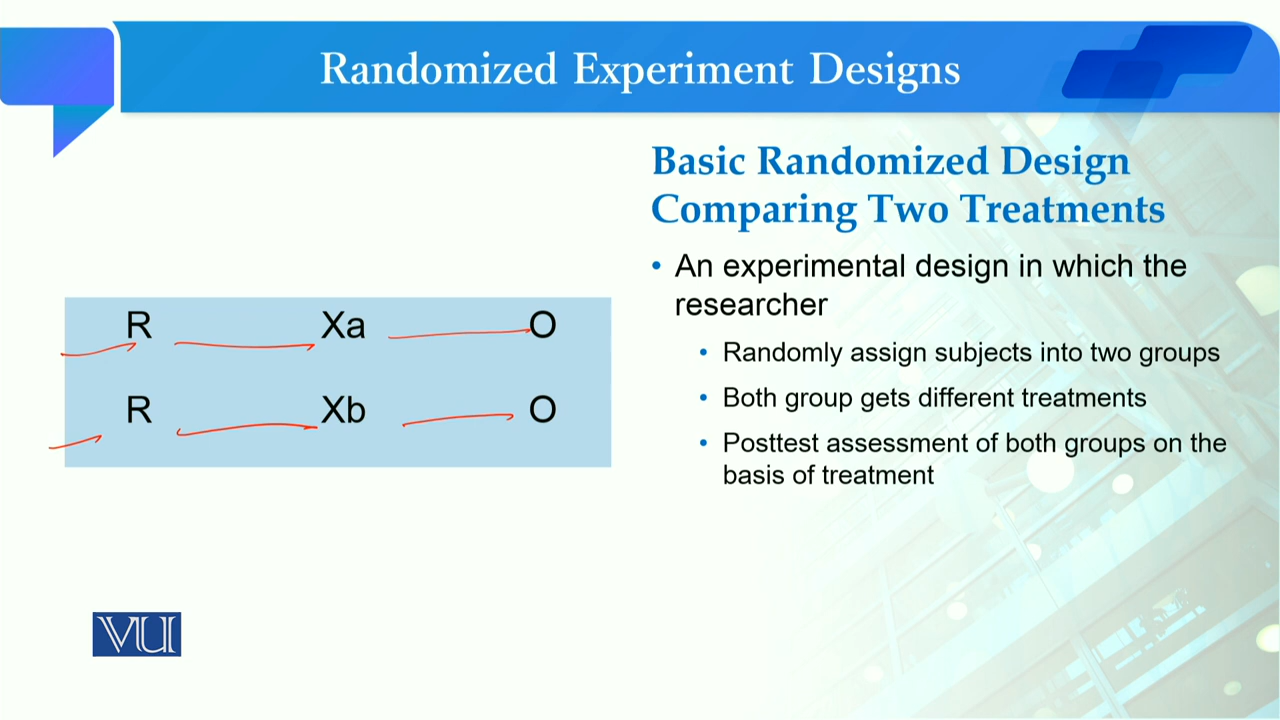 Randomized Experiment Designs
Basic Randomized Design
Comparing Two Treatments
• An experimental design in which the
researcher
• Randomly assign subjects into two groups
• Both group gets different treatments
• Posttest assessment of both groups on the
basis of treatment
R Xa O
R Xb O
VU